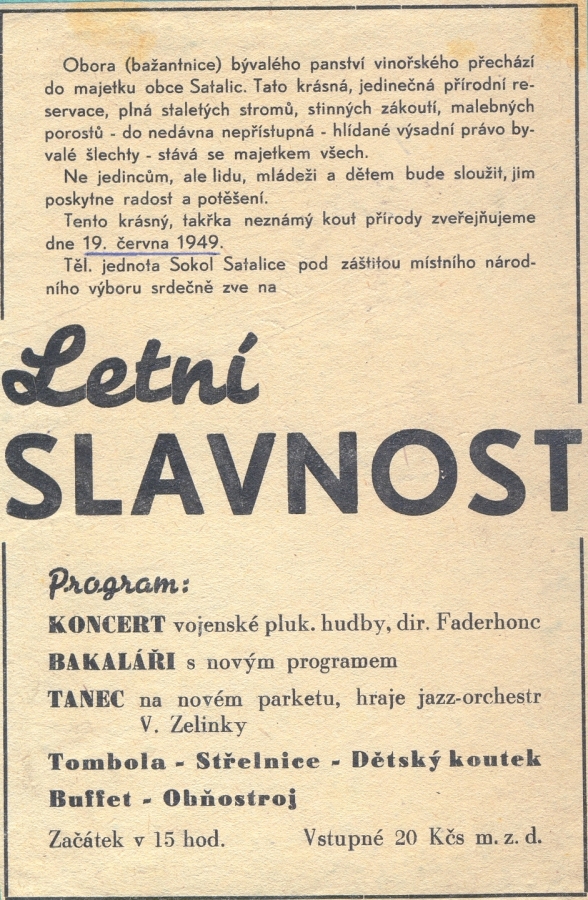 Obora (bažantnice) bývalého panství vinořského přechází
do majetku obce Satalic. Tato krásná, jedinečná přírodní re-
servace, plná staletých stromů, stinných zákoutí, malebných
porostů - do nedávna nepřístupná - hlídané výsadní právo by-
valé šlechty - stává se majetkem všech.
Ne jedincům, ale lidu, mládeži a dětem bude sloužit, jim
poskytne radost a potěšení.
Tento krásný, takřka neznámý kout přírody zveřejňujeme
dne 19. června 1949.
Těl. jednota Sokol Satalice pod záštitou místního národ-
ního výboru srdečně zve na
Letní
SLAVNOST
Program:
KONCERT vojenské pluk. hudby, dir. Faderhonc
BAKALÁŘI s novým programem
TANEC na novém parketu, hraje jazz-orchestr
V. Zelinky
Tombola - Střelnice - Dětský koutek
Buffet - Ohňostroj
Začátek v 15 hod. Vstupné 20 Kčs m. z. d.